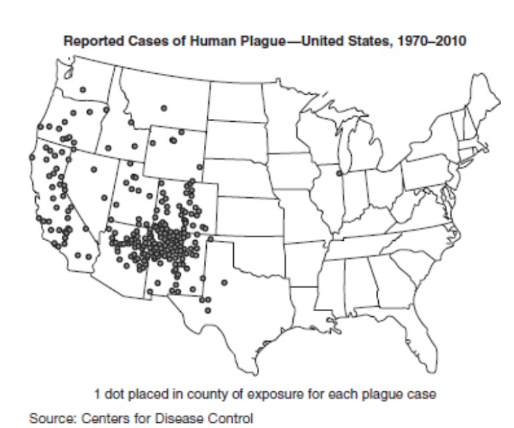 Reported Cases of Human Plague—United States, 1970–2010
1 dot placed in county of exposure for each plague case
Source: Centers for Disease Control